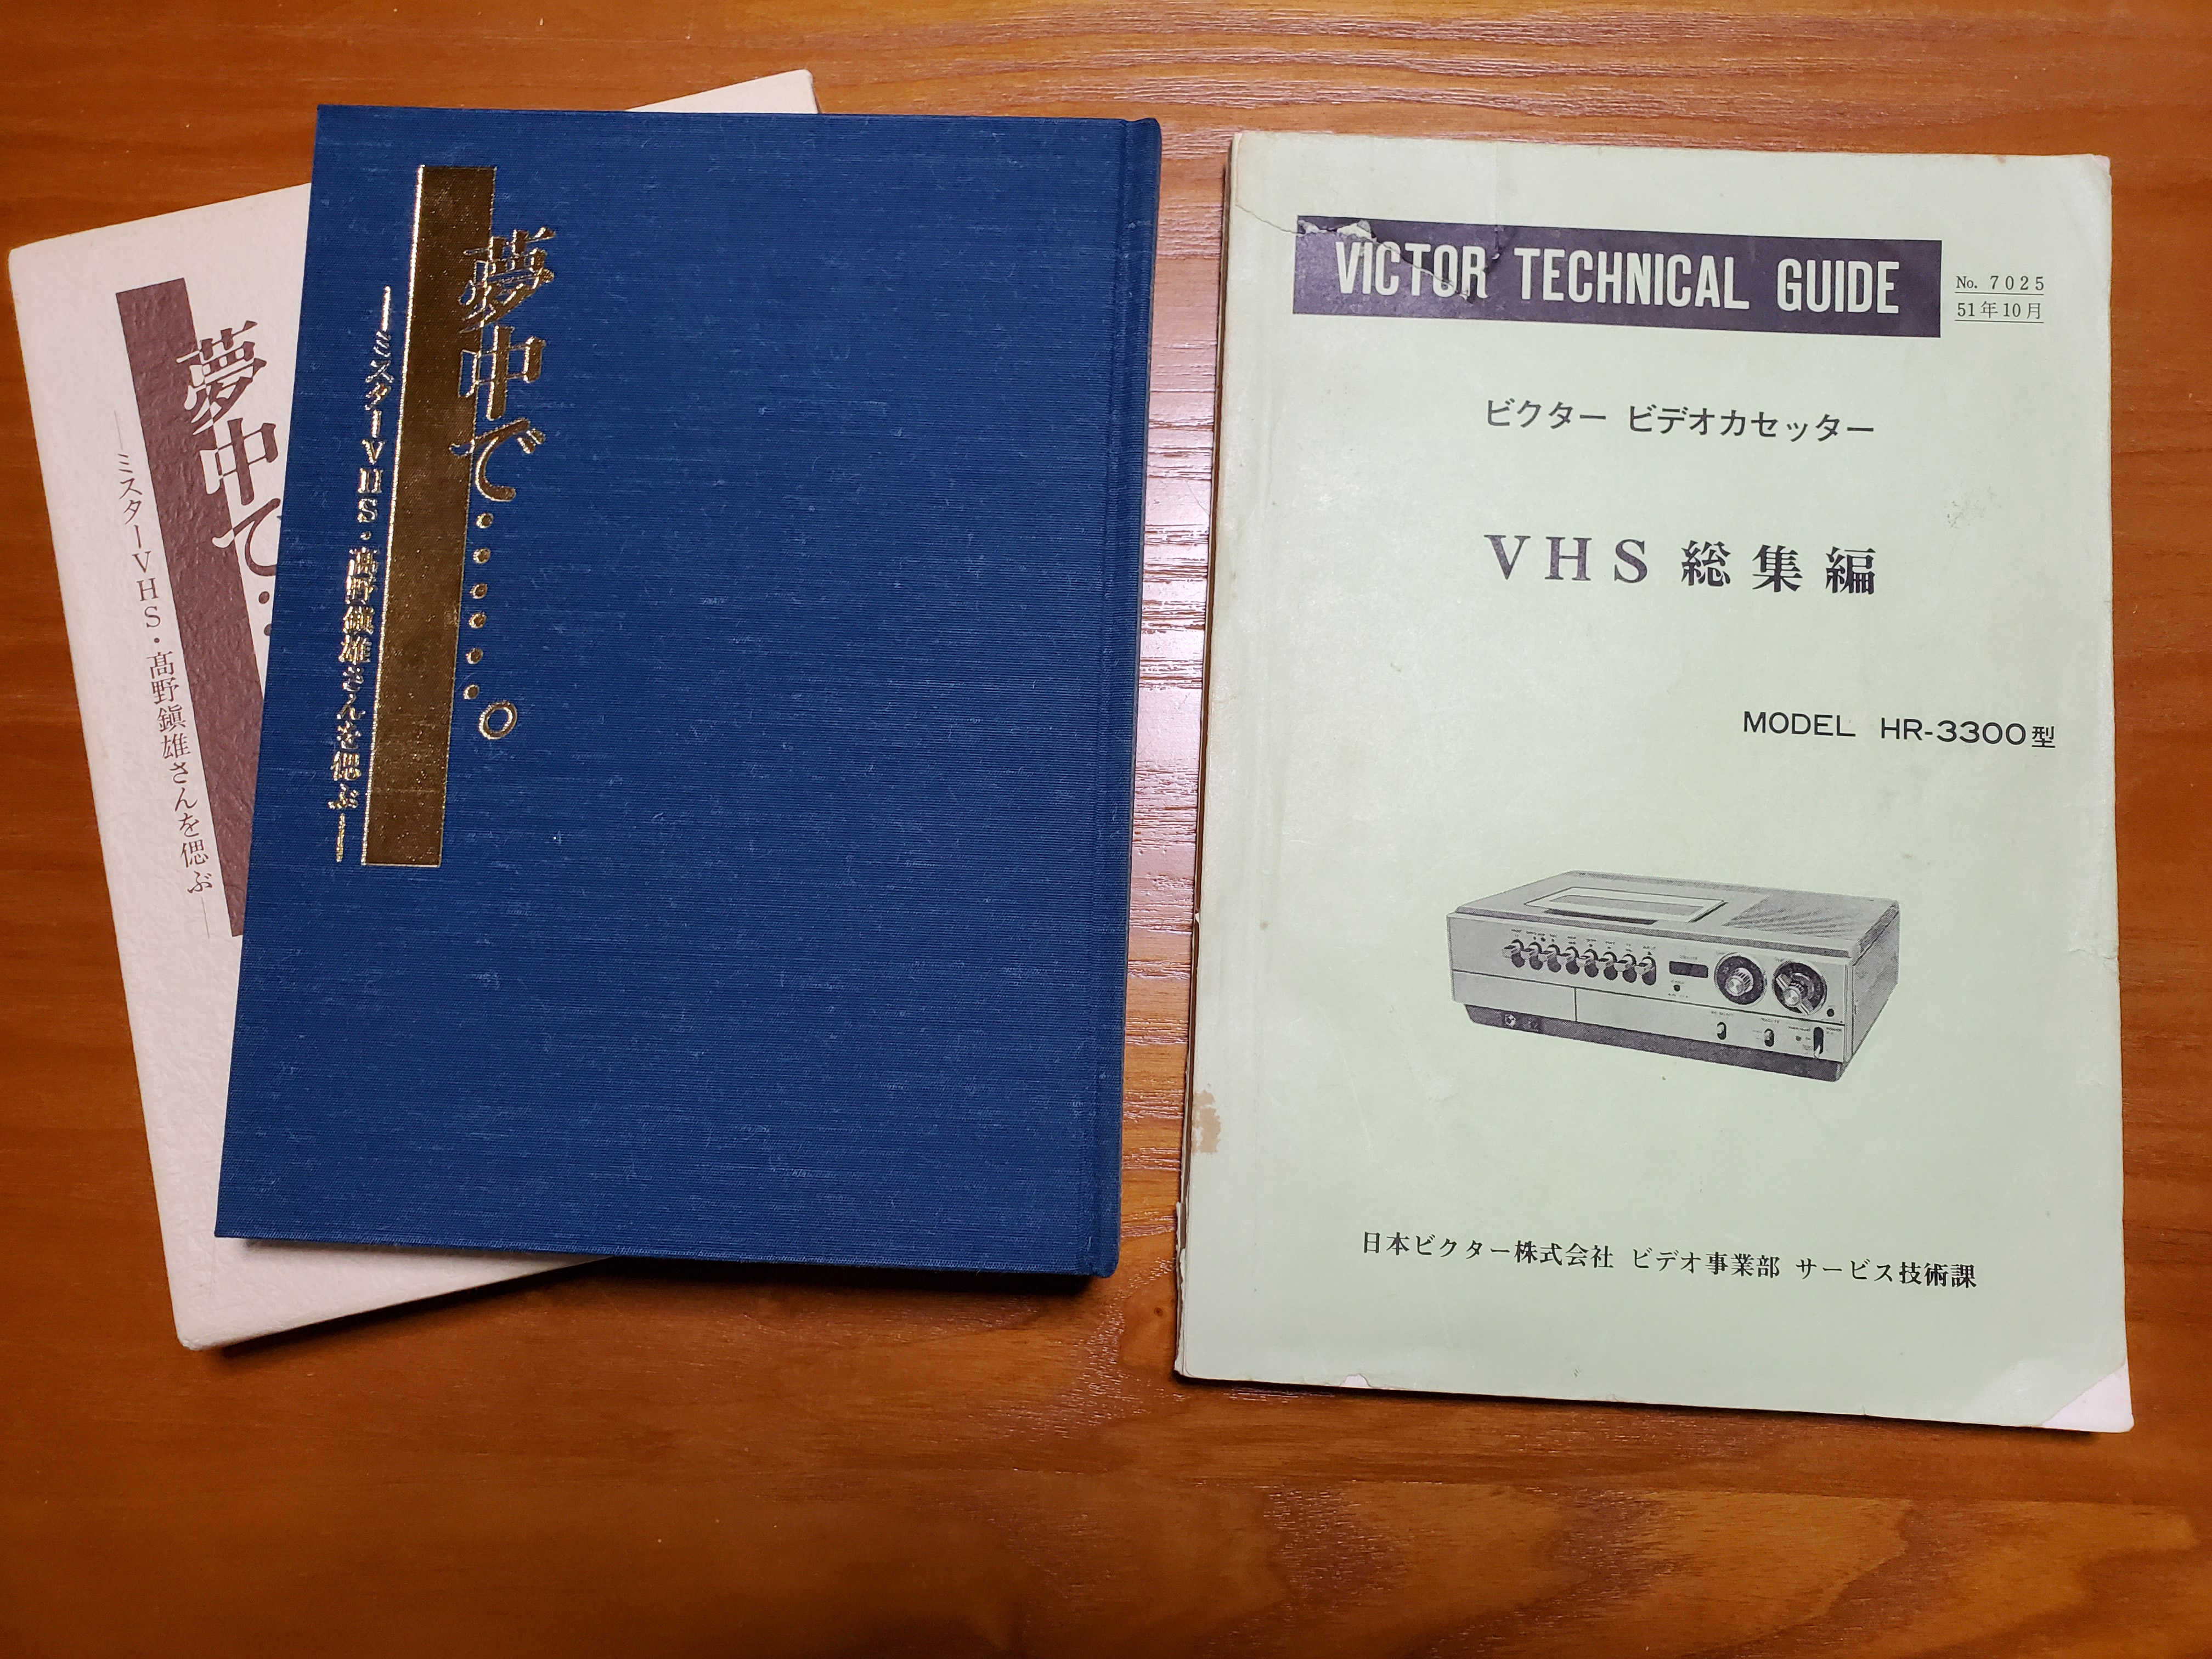 夢中で……。
―ミスターVHS・髙野鎭雄さんを偲ぶ―
夢中で‥
―ミスターVHS・髙野鎭雄さんを偲ぶ―
VICTOR TECHNICAL GUIDE
No. 7025
51年10月
ビクター ビデオカセッター
VHS 総集編
MODEL HR-3300型
日本ビクター株式会社 ビデオ事業部 サービス技術課